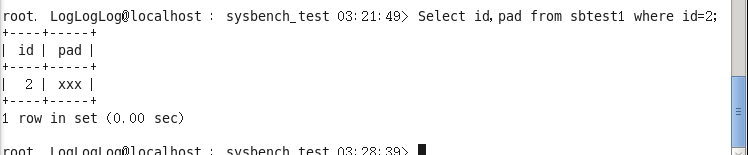 root. LogLogLog@localhost : sysbench_test 03:21:49> Select id,pad from sbtest1 where id=2;
+----+-----+
| id | pad |
+----+-----+
|  2 | xxx |
+----+-----+
1 row in set (0.00 sec)
root. LogLogLog@localhost : sysbench_test 03:28:39>